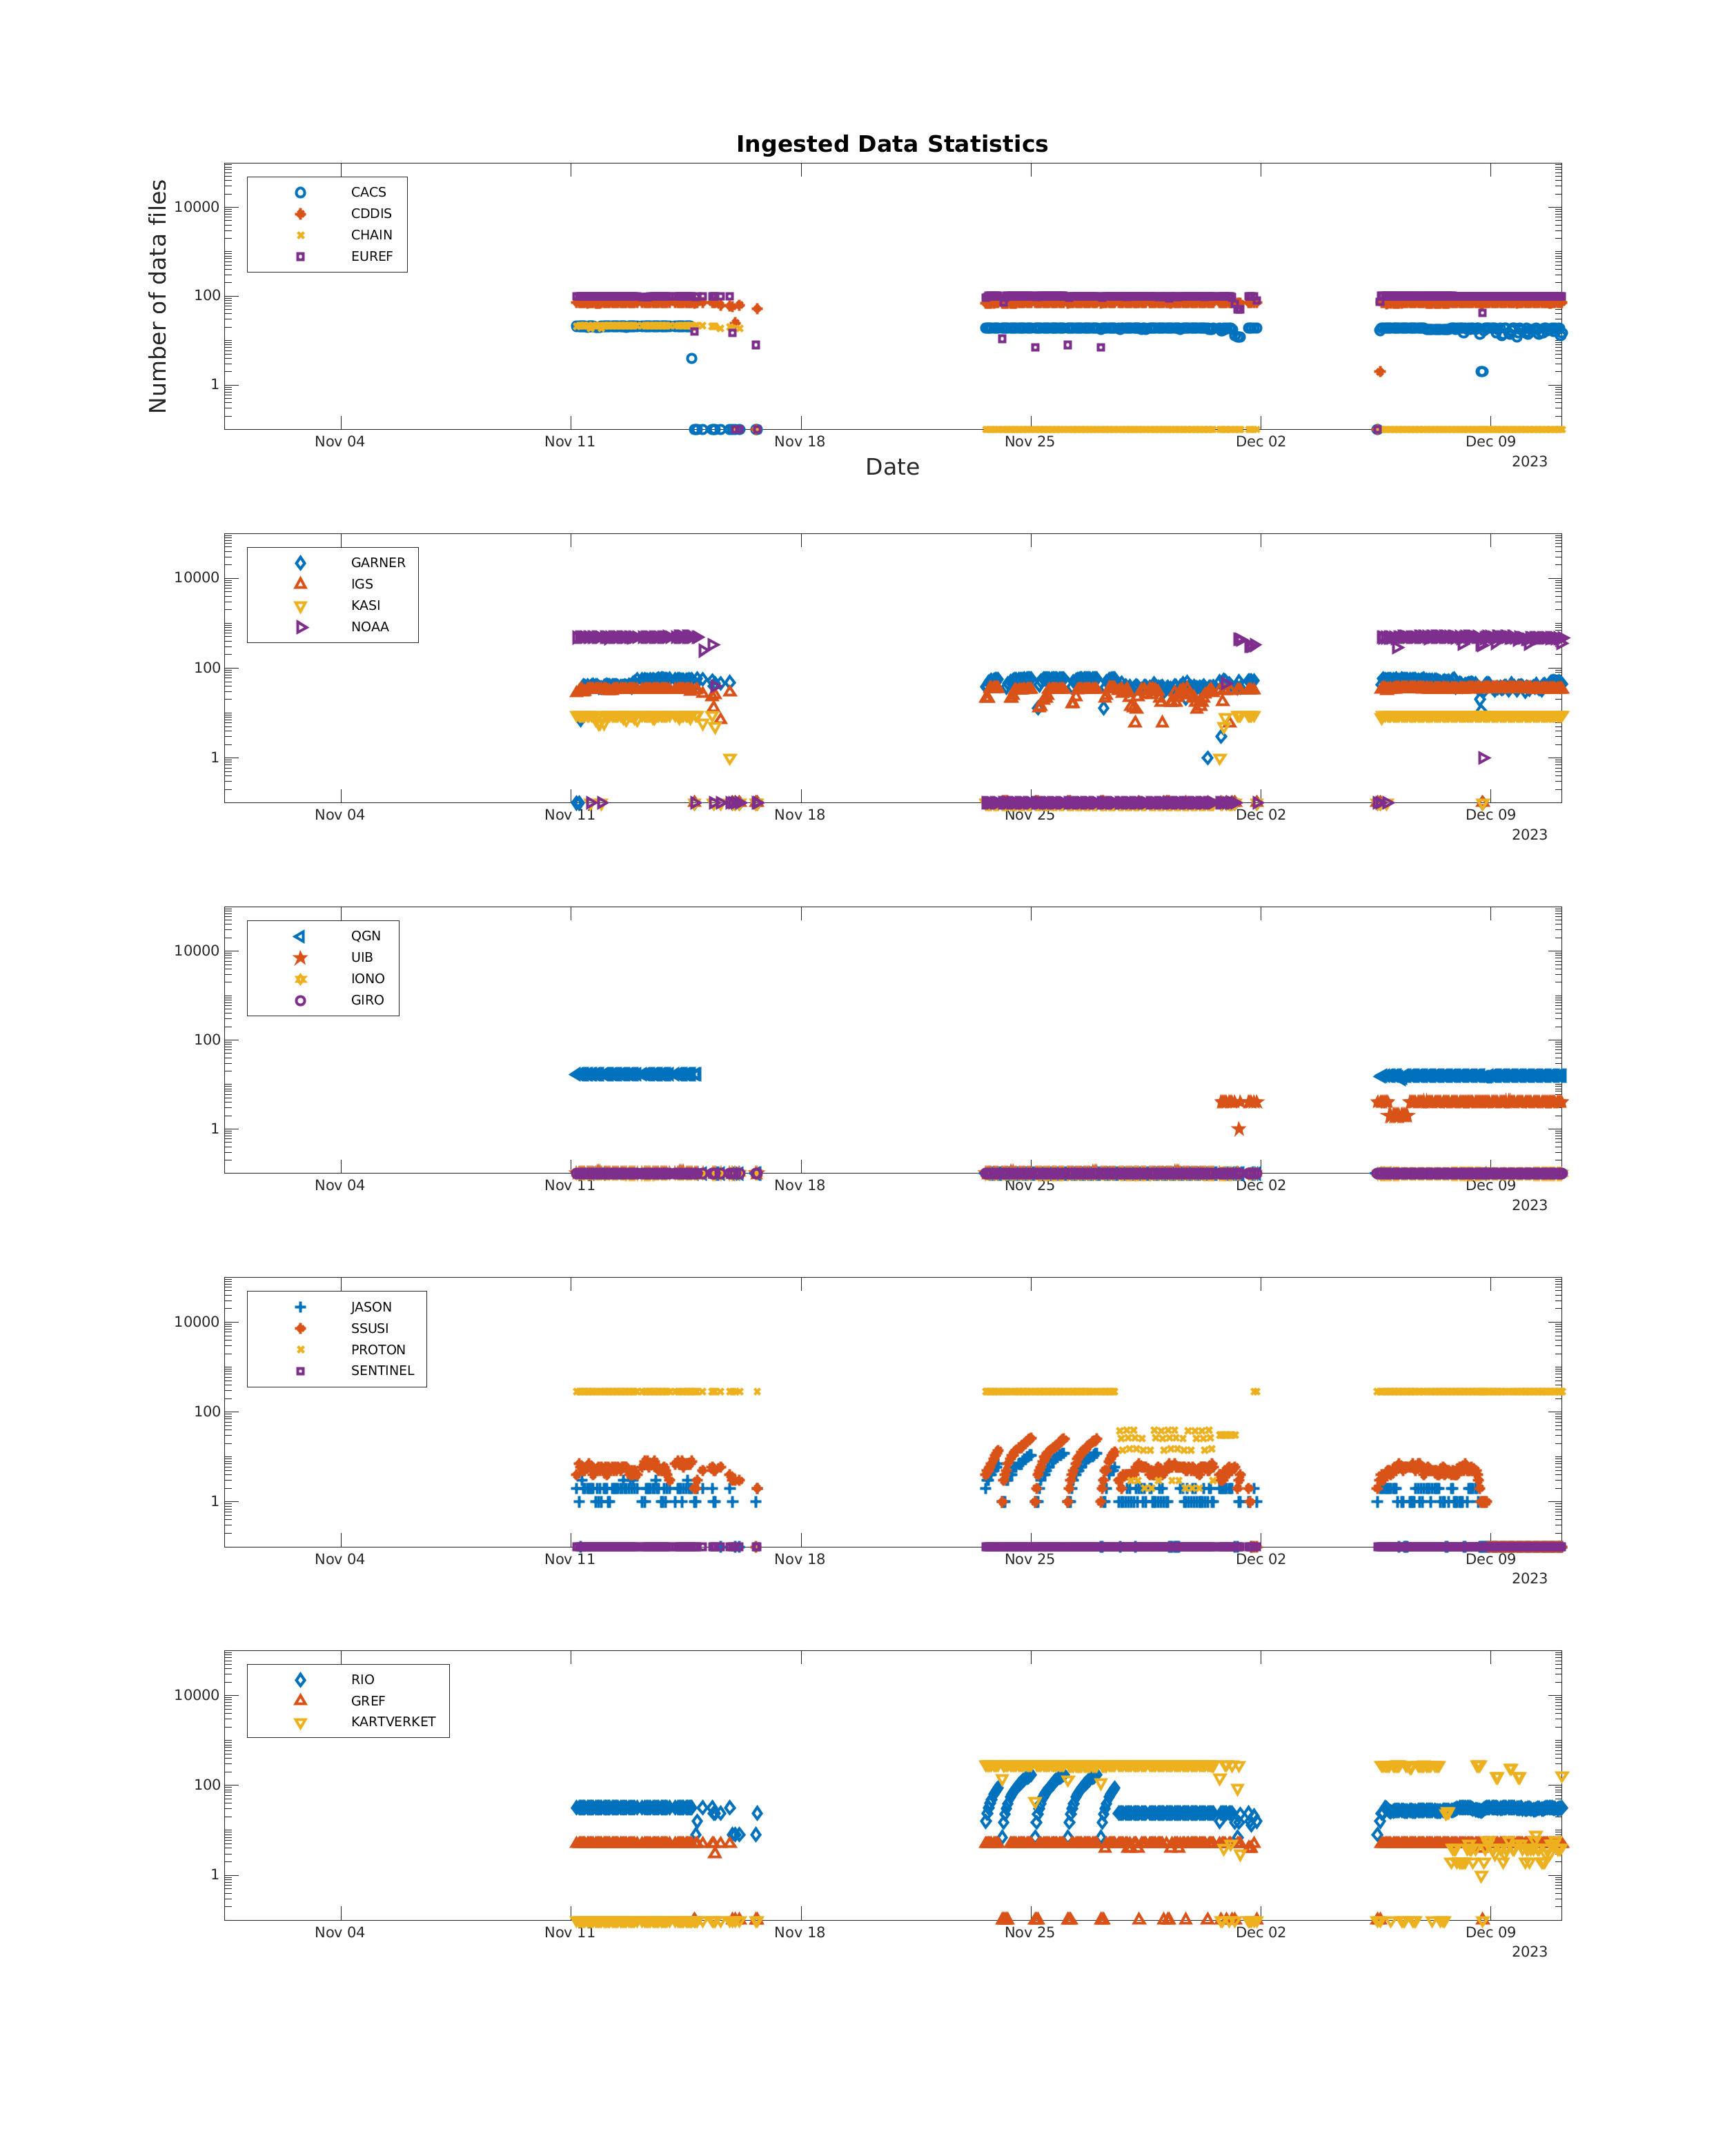 Ingested Data Statistics
Number of data files
CACS
CDDIS
CHAIN
EUREF
10000
100
1
Nov 04 Nov 11 Nov 18 Nov 25 Dec 02 Dec 09
2023
Date
GARNER
IGS
KASI
NOAA
10000
100
1
Nov 04 Nov 11 Nov 18 Nov 25 Dec 02 Dec 09
2023
QGN
UIB
IONO
GIRO
10000
100
1
Nov 04 Nov 11 Nov 18 Nov 25 Dec 02 Dec 09
2023
JASON
SSUSI
PROTON
SENTINEL
10000
100
1
Nov 04 Nov 11 Nov 18 Nov 25 Dec 02 Dec 09
2023
RIO
GREF
KARTVERKET
10000
100
1
Nov 04 Nov 11 Nov 18 Nov 25 Dec 02 Dec 09
2023